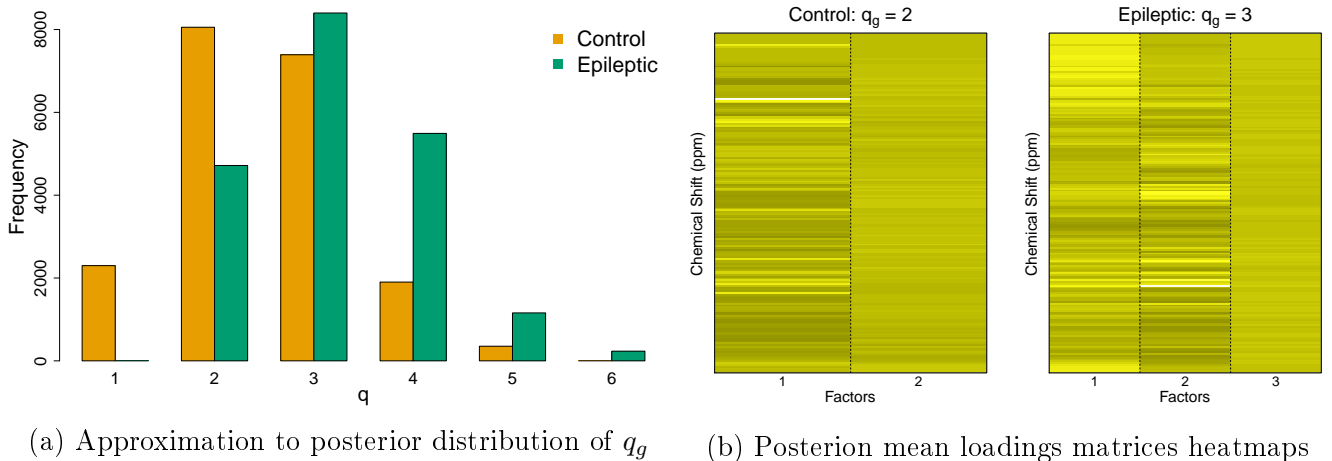 Frequency
0
2000
4000
6000
8000
1
2
3
4
5
6
q
Control
Epileptic
(a) Approximation to posterior distribution of q_g
Control: q_g = 2
Chemical Shift (ppm)
1
2
Factors
Epileptic: q_g = 3
Chemical Shift (ppm)
1
2
3
Factors
(b) Posterion mean loadings matrices heatmaps